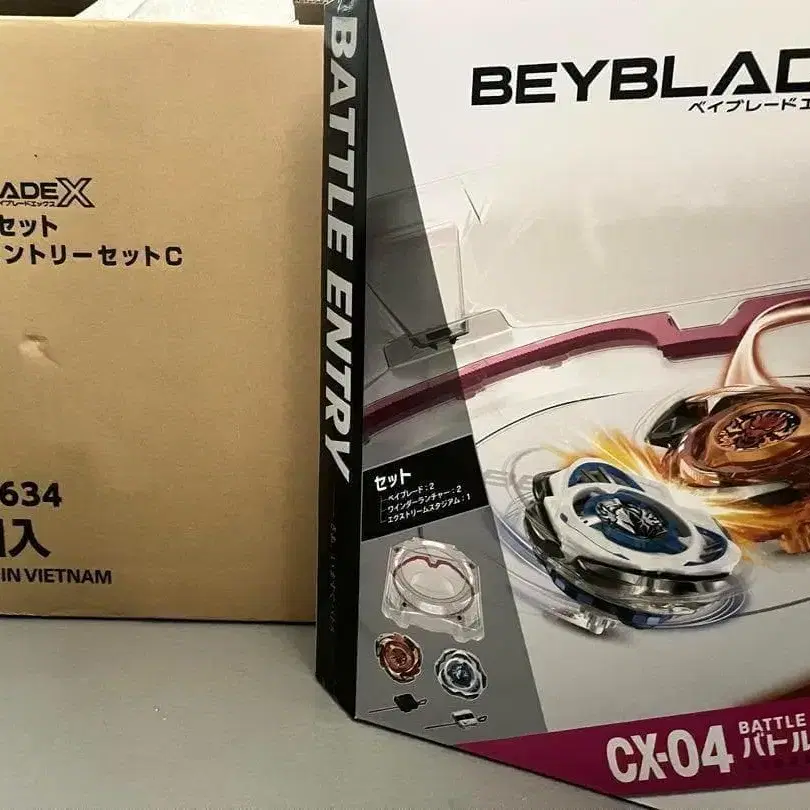 ADE X
イブレードエックス
セット
ントリーセットC
634
入
IN VIETNAM
BATTLE ENTRY
BEYBLAD
ベイブレードエ
セット
ベイブレード：2
ワインダーランチャー：2
エクストリームスタジアム：1
CX-04
BATTLE
バトル